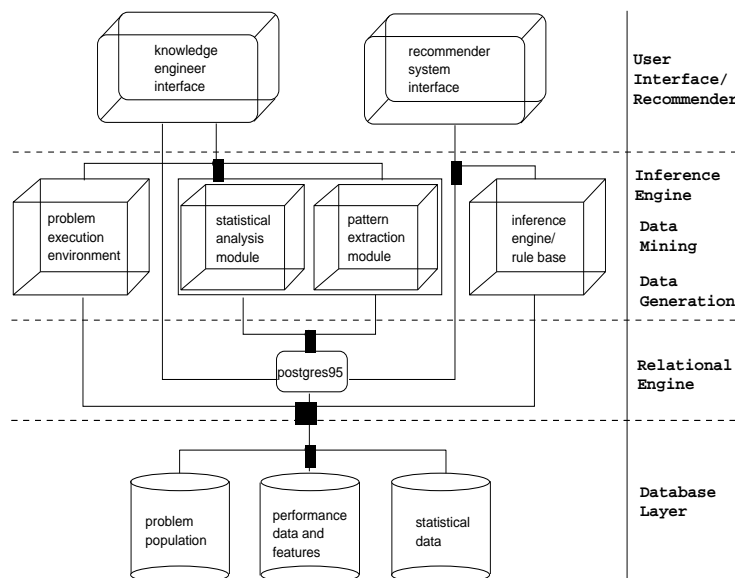 knowledge
engineer
interface
recommender
system
interface
User
Interface/
Recommender
problem
execution
environment
statistical
analysis
module
pattern
extraction
module
inference
engine/
rule base
Inference
Engine
Data
Mining
Data
Generation
postgres95
Relational
Engine
problem
population
performance
data and
features
statistical
data
Database
Layer